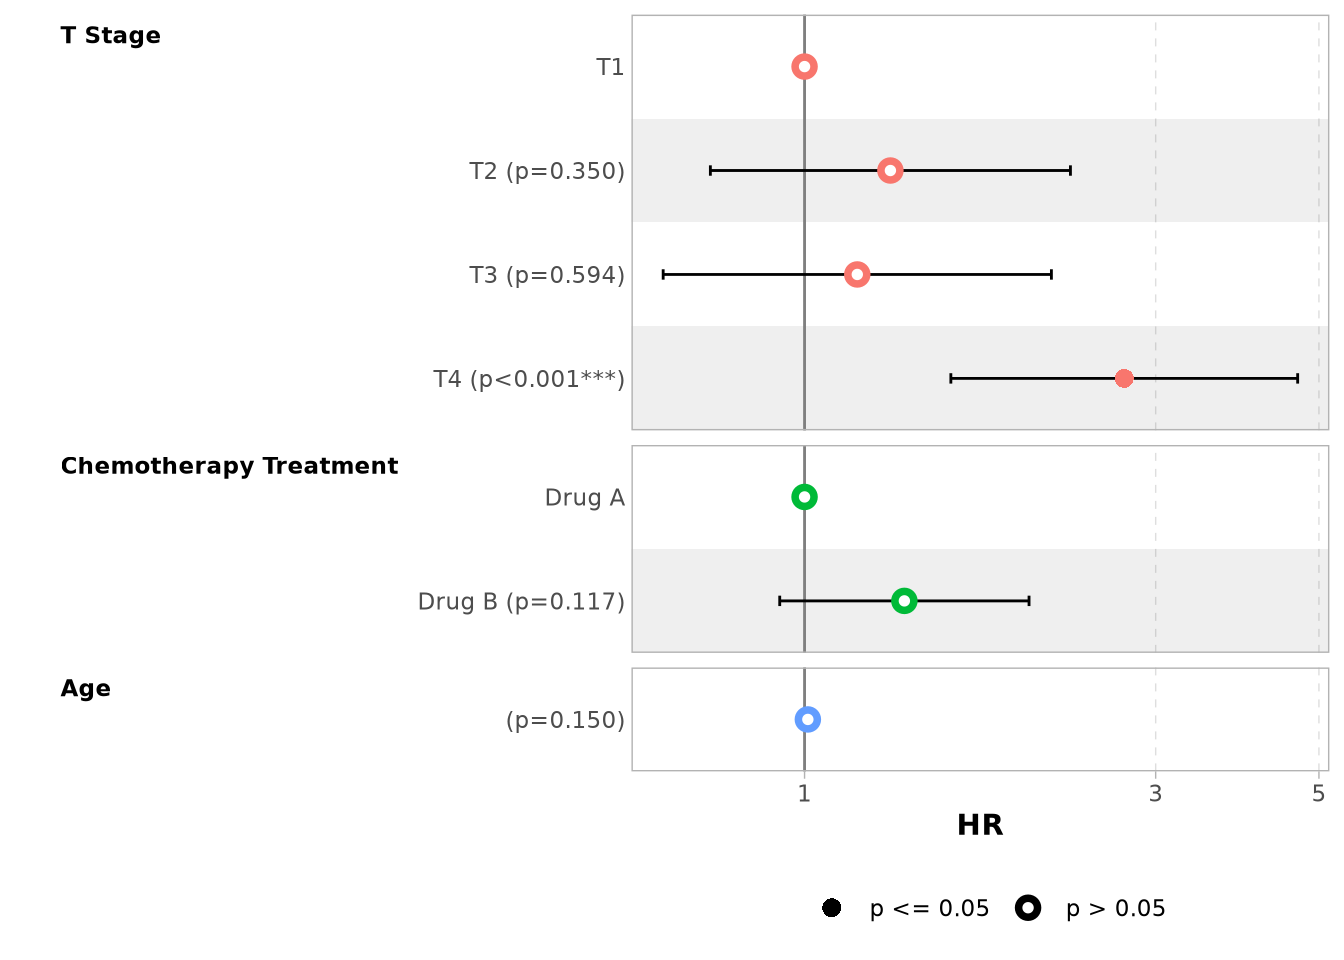 T Stage
T1
T2 (p=0.350)
T3 (p=0.594)
T4 (p<0.001***)
Chemotherapy Treatment
Drug A
Drug B (p=0.117)
Age
(p=0.150)
1 3 5
HR
p <= 0.05 p > 0.05